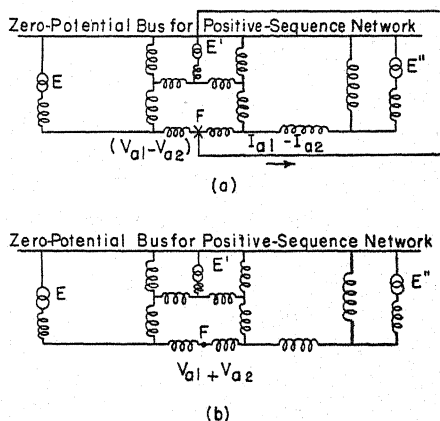 Zero-Potential Bus for Positive-Sequence Network
E
E'
E"
F
(Va1-Va2)
Ia1-Ia2
(a)
Zero-Potential Bus for Positive-Sequence Network
E
E'
E"
F
Va1+Va2
(b)